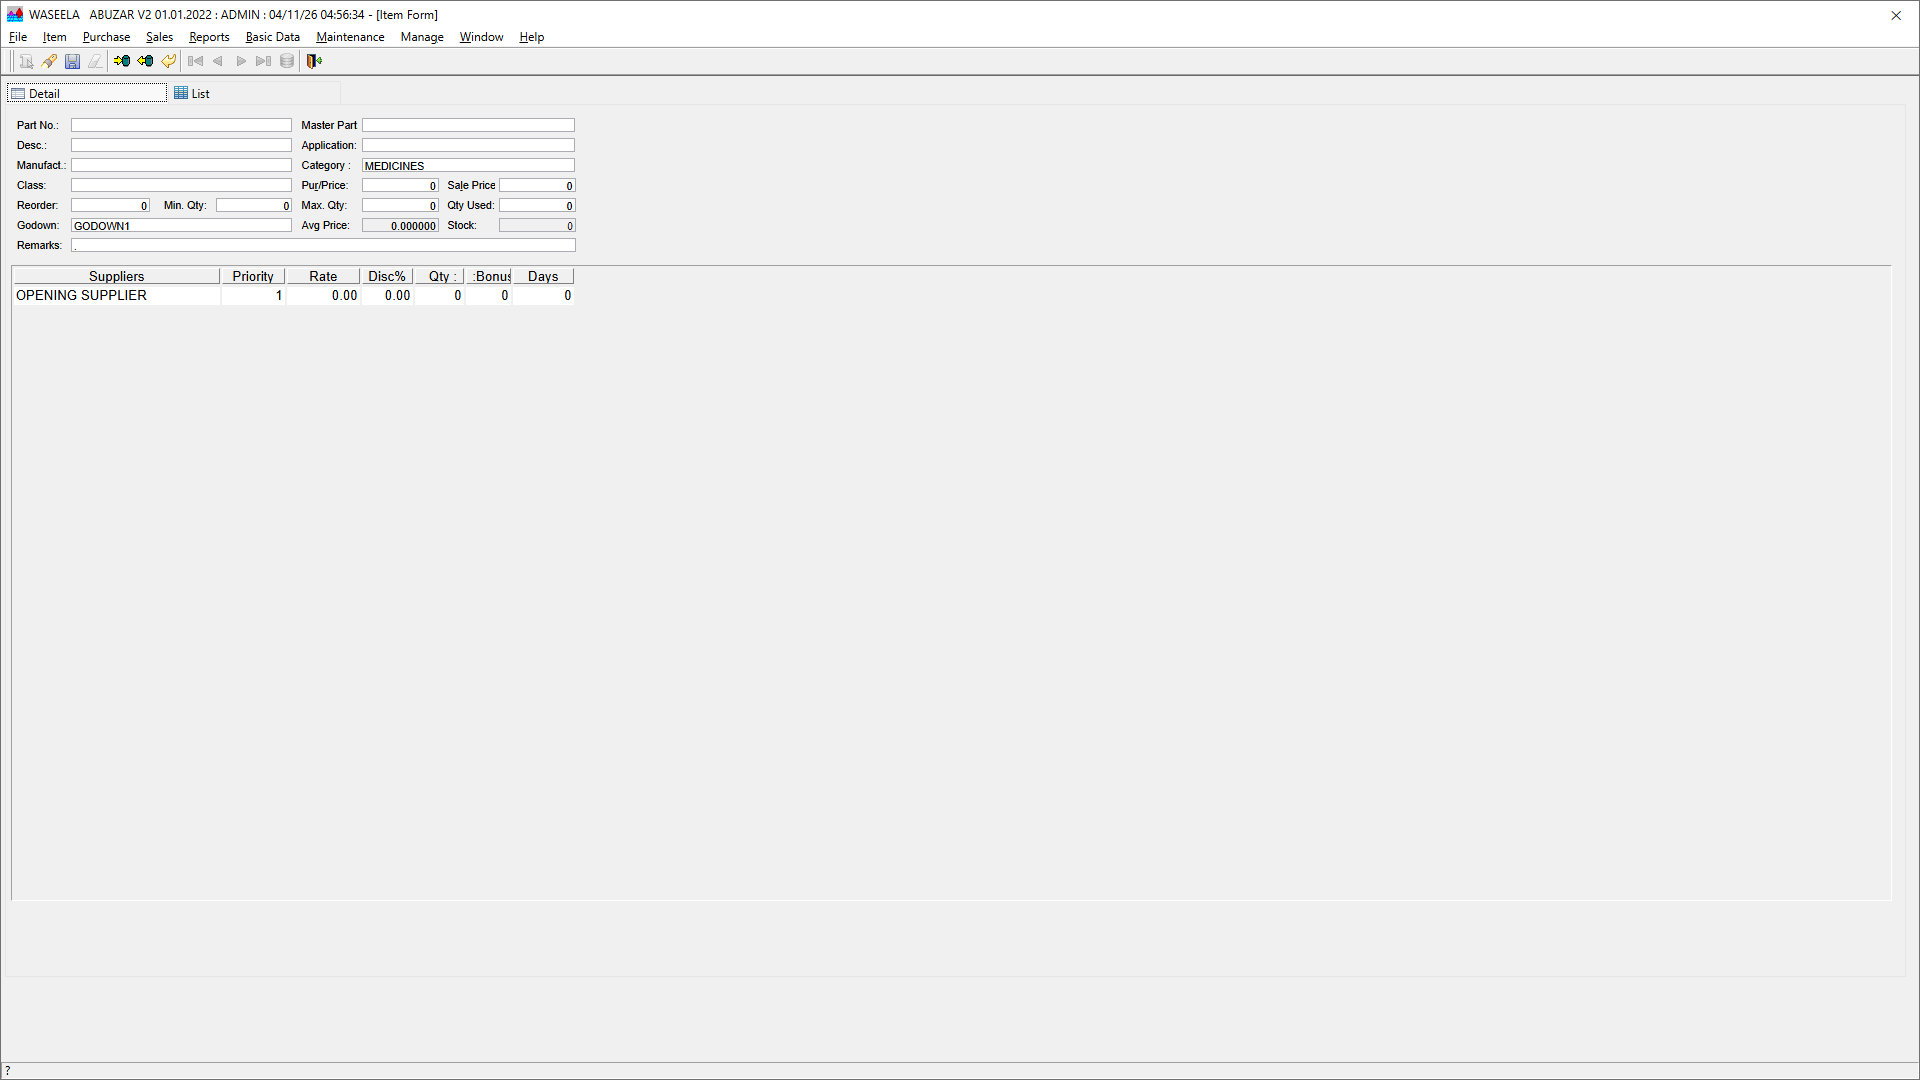 WASEELA   ABUZAR V2 01.01.2022 : ADMIN : 04/11/26 04:56:34 - [Item Form]
File Item Purchase Sales Reports Basic Data Maintenance Manage Window Help
Detail List
Part No.: Master Part
Desc.: Application:
Manufact.: Category : MEDICINES
Class: Pur/Price: 0 Sale Price 0
Reorder: 0 Min. Qty: 0 Max. Qty: 0 Qty Used: 0
Godown: GODOWN1 Avg Price: 0.000000 Stock: 0
Remarks: .
Suppliers Priority Rate Disc% Qty : :Bonus Days
OPENING SUPPLIER 1 0.00 0.00 0 0 0
?